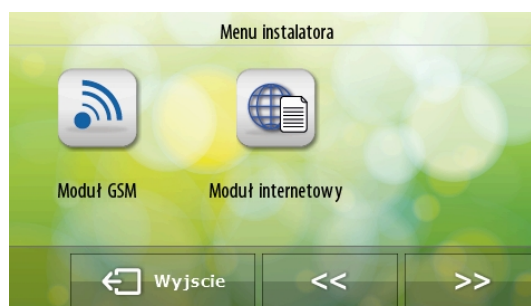 Menu instalatora
Moduł GSM Moduł internetowy
Wyjscie << >>